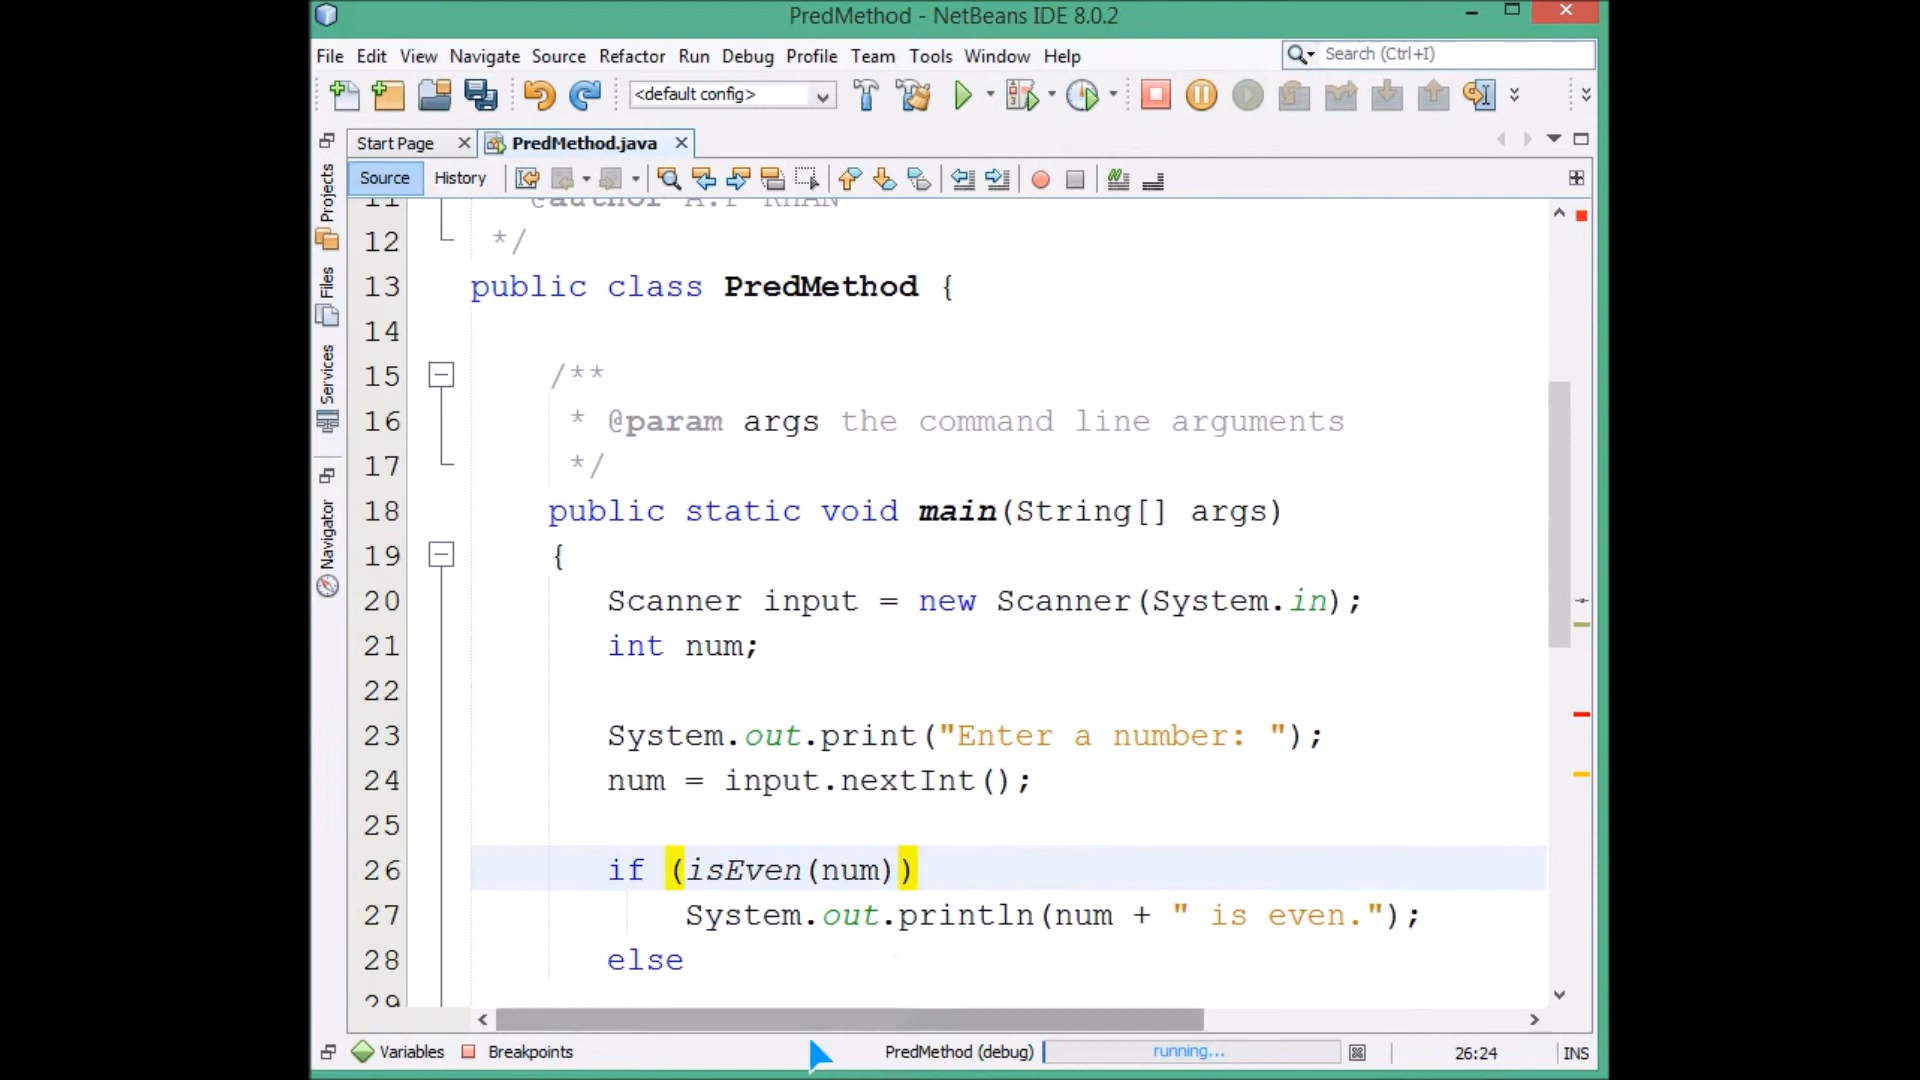 PredMethod - NetBeans IDE 8.0.2
File Edit View Navigate Source Refactor Run Debug Profile Team Tools Window Help
Search (Ctrl+I)
<default config>
Start Page
PredMethod.java
Source History
Projects
Files
Services
Navigator
11 @author A.F KHAN
12 */
13 public class PredMethod {
14
15 /**
16 * @param args the command line arguments
17 */
18 public static void main(String[] args)
19 {
20 Scanner input = new Scanner(System.in);
21 int num;
22
23 System.out.print("Enter a number: ");
24 num = input.nextInt();
25
26 if (isEven(num))
27 System.out.println(num + " is even.");
28 else
29
Variables Breakpoints PredMethod (debug) running... 26:24 INS